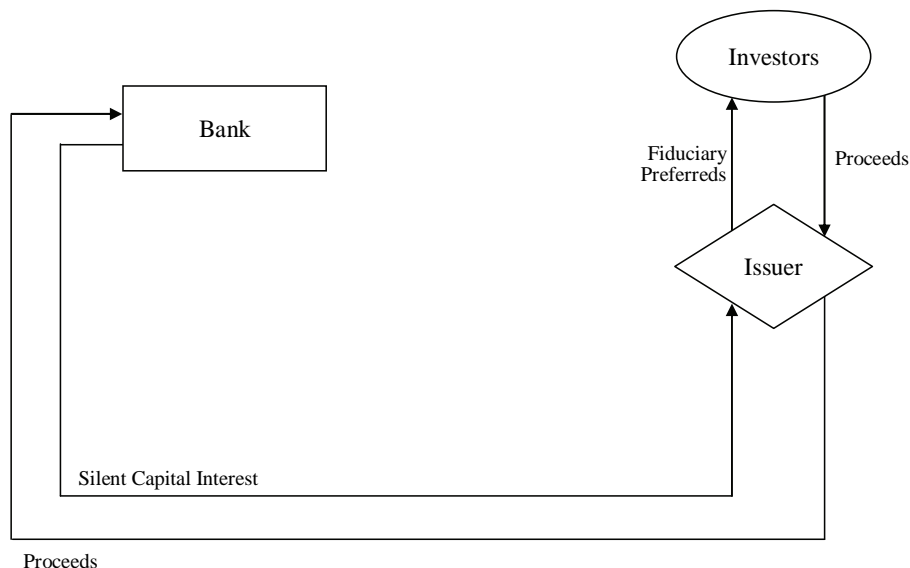 Investors
Bank
Fiduciary
Preferreds
Proceeds
Issuer
Silent Capital Interest
Proceeds